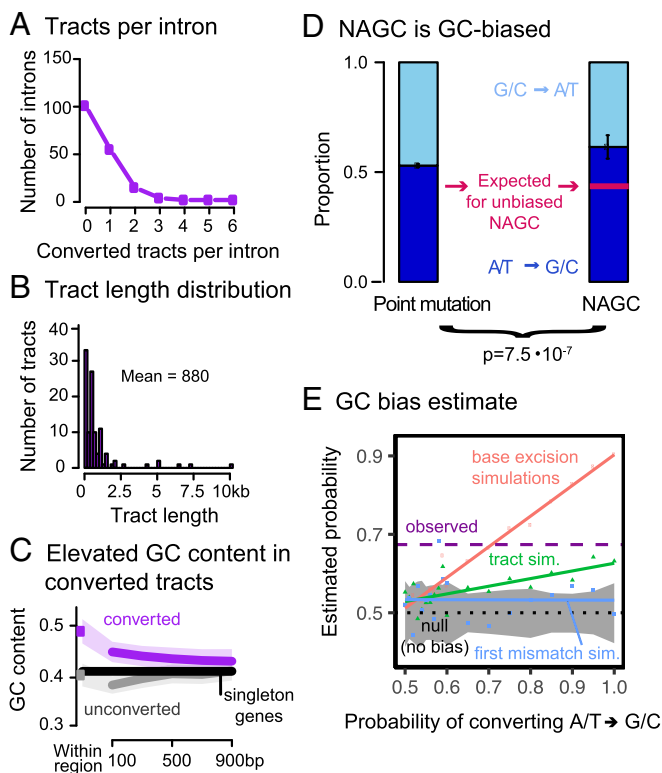 A Tracts per intron
Number of introns
150
100
50
0
0 1 2 3 4 5 6
Converted tracts per intron
B Tract length distribution
Number of tracts
40
30
20
10
0
Mean = 880
0 2.5 5 7.5 10kb
Tract length
C Elevated GC content in
converted tracts
GC content
0.5
0.4
0.3
converted
unconverted
singleton
genes
Within
region
100 500 900bp
D NAGC is GC-biased
Proportion
1.0
0.5
0.0
G/C → A/T
→ Expected →
for unbiased
NAGC
A/T → G/C
Point mutation NAGC
p=7.5 •10-7
E GC bias estimate
Estimated probability
0.9
0.7
0.5
base excision
simulations
observed
tract sim.
null
(no bias)
first mismatch sim.
0.5 0.6 0.7 0.8 0.9 1.0
Probability of converting A/T➔ G/C